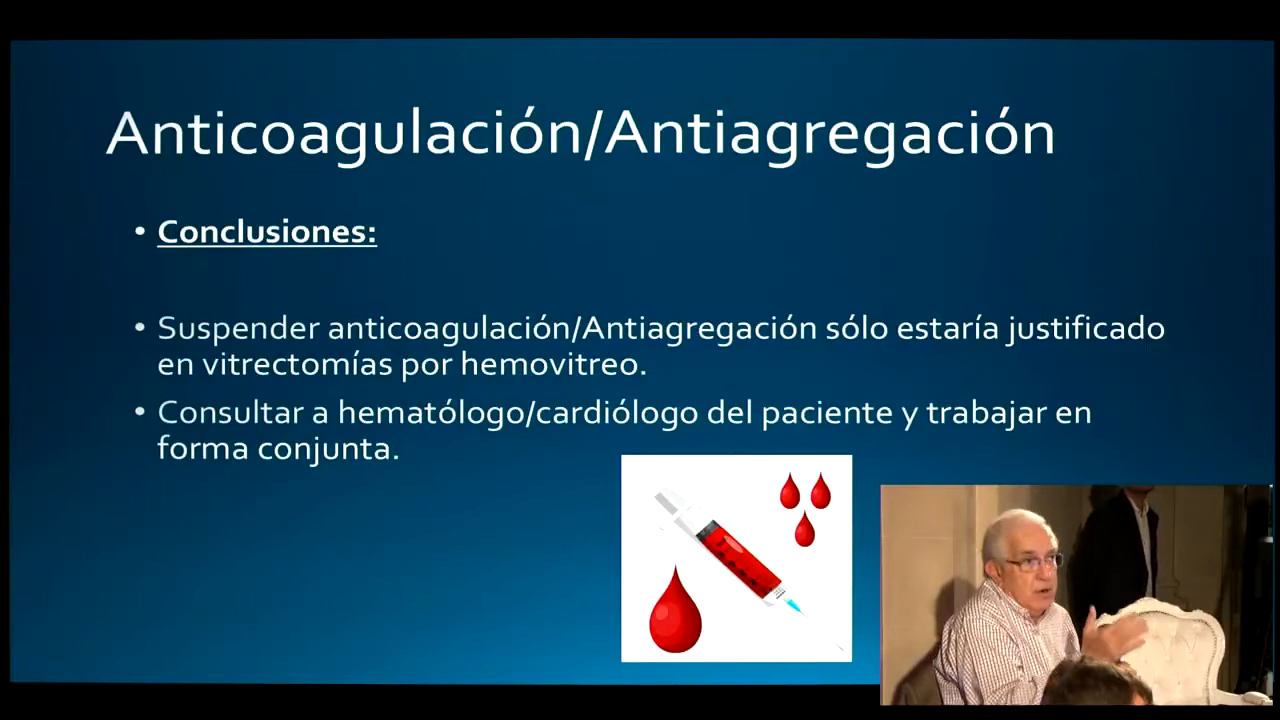 Anticoagulación/Antiagregación
• Conclusiones:
• Suspender anticoagulación/Antiagregación sólo estaría justificado
en vitrectomías por hemovitreo.
• Consultar a hematólogo/cardiólogo del paciente y trabajar en
forma conjunta.